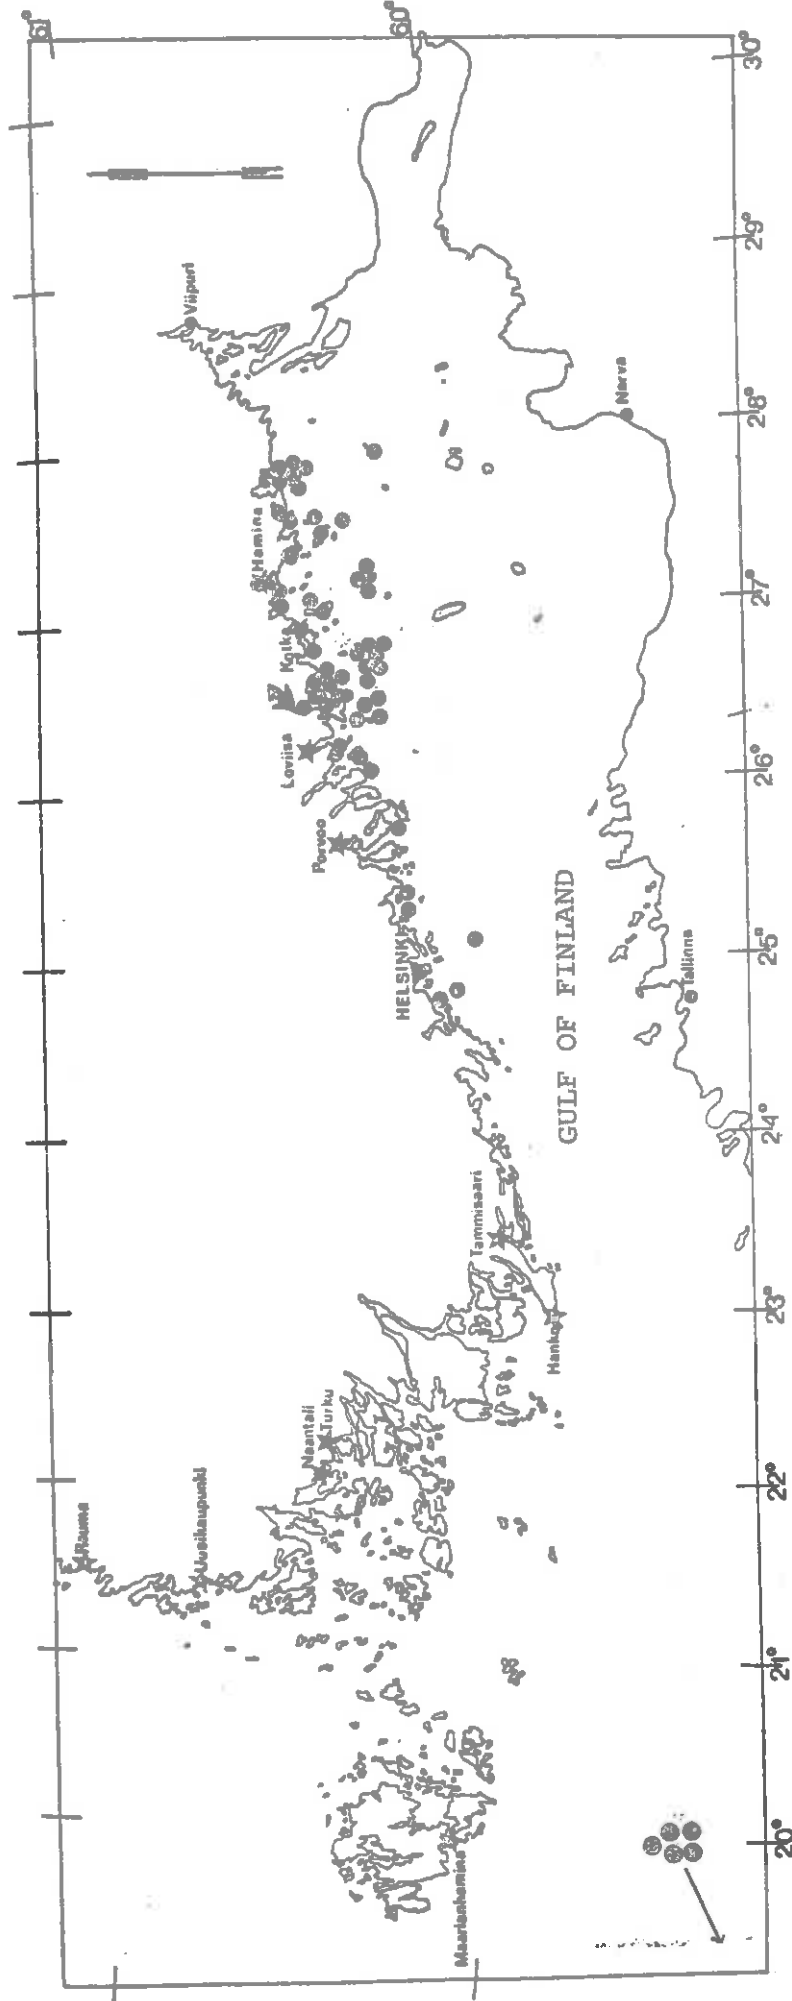 61°
60°
30°
29°
28°
27°
26°
25°
24°
23°
22°
21°
20°
Viipuri
Hamina
Kotka
Loviisa
Porvoo
HELSINKI
Tammisaari
Hanko
Turku
Naantali
Uusikaupunki
Rauma
Maarianhamina
Narva
Tallinna
GULF OF FINLAND